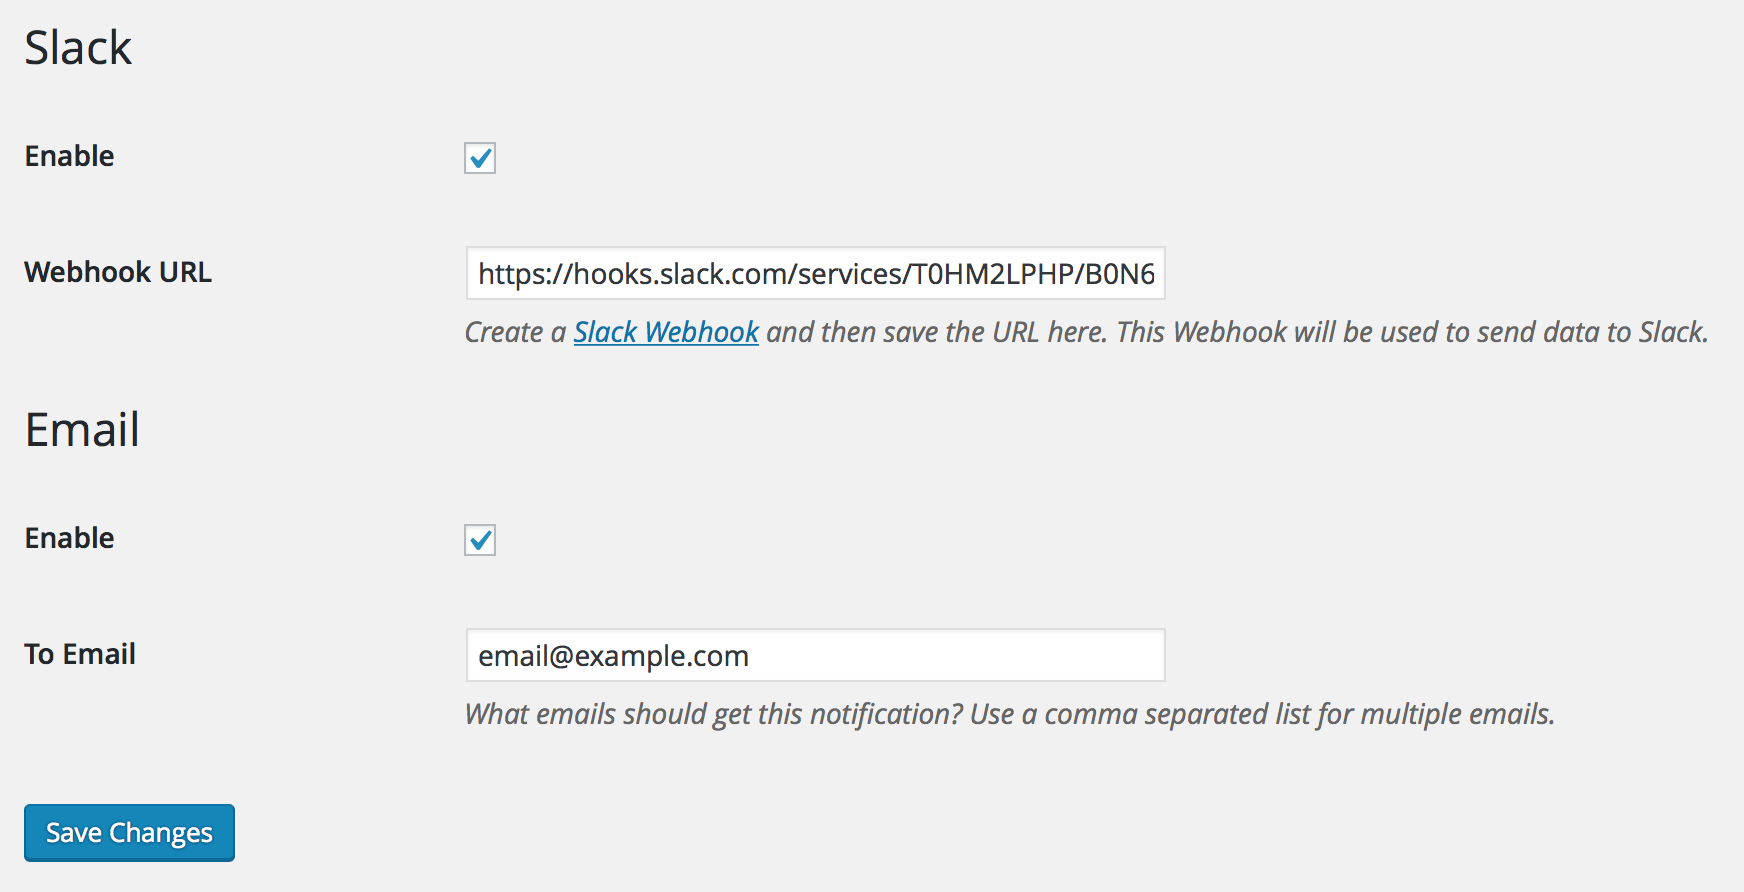 Slack
Enable
Webhook URL
https://hooks.slack.com/services/T0HM2LPHP/B0N6
Create a Slack Webhook and then save the URL here. This Webhook will be used to send data to Slack.
Email
Enable
To Email
email@example.com
What emails should get this notification? Use a comma separated list for multiple emails.
Save Changes